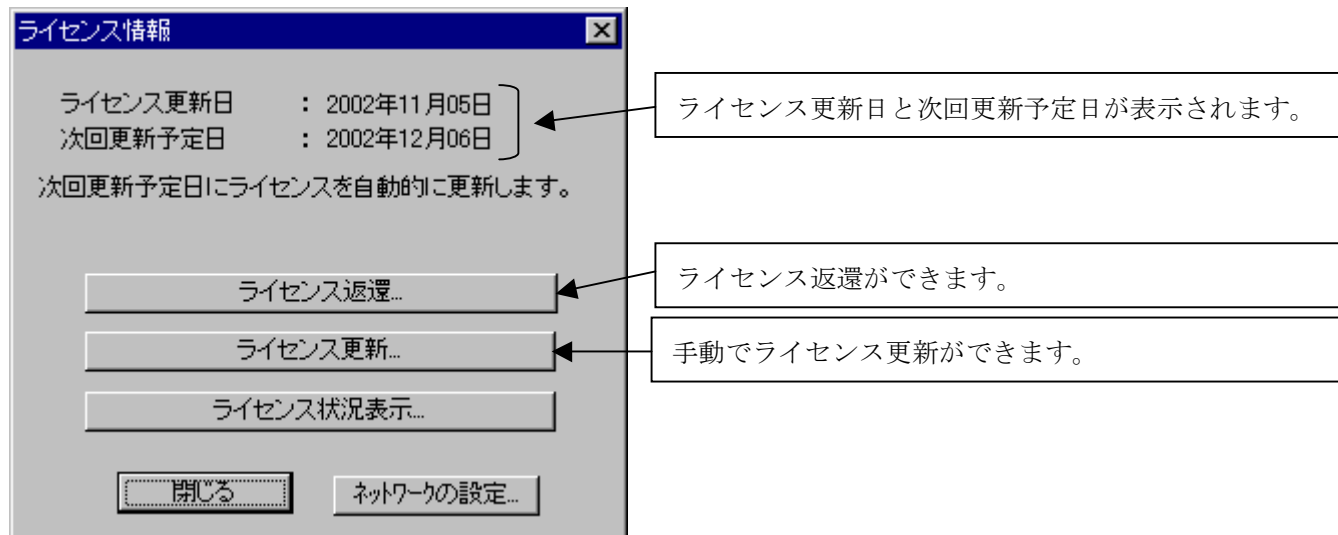 ライセンス情報
ライセンス更新日 : 2002年11月05日
次回更新予定日 : 2002年12月06日
次回更新予定日にライセンスを自動的に更新します。
ライセンス返還...
ライセンス更新...
ライセンス状況表示...
閉じる
ネットワークの設定...
ライセンス更新日と次回更新予定日が表示されます。
ライセンス返還ができます。
手動でライセンス更新ができます。